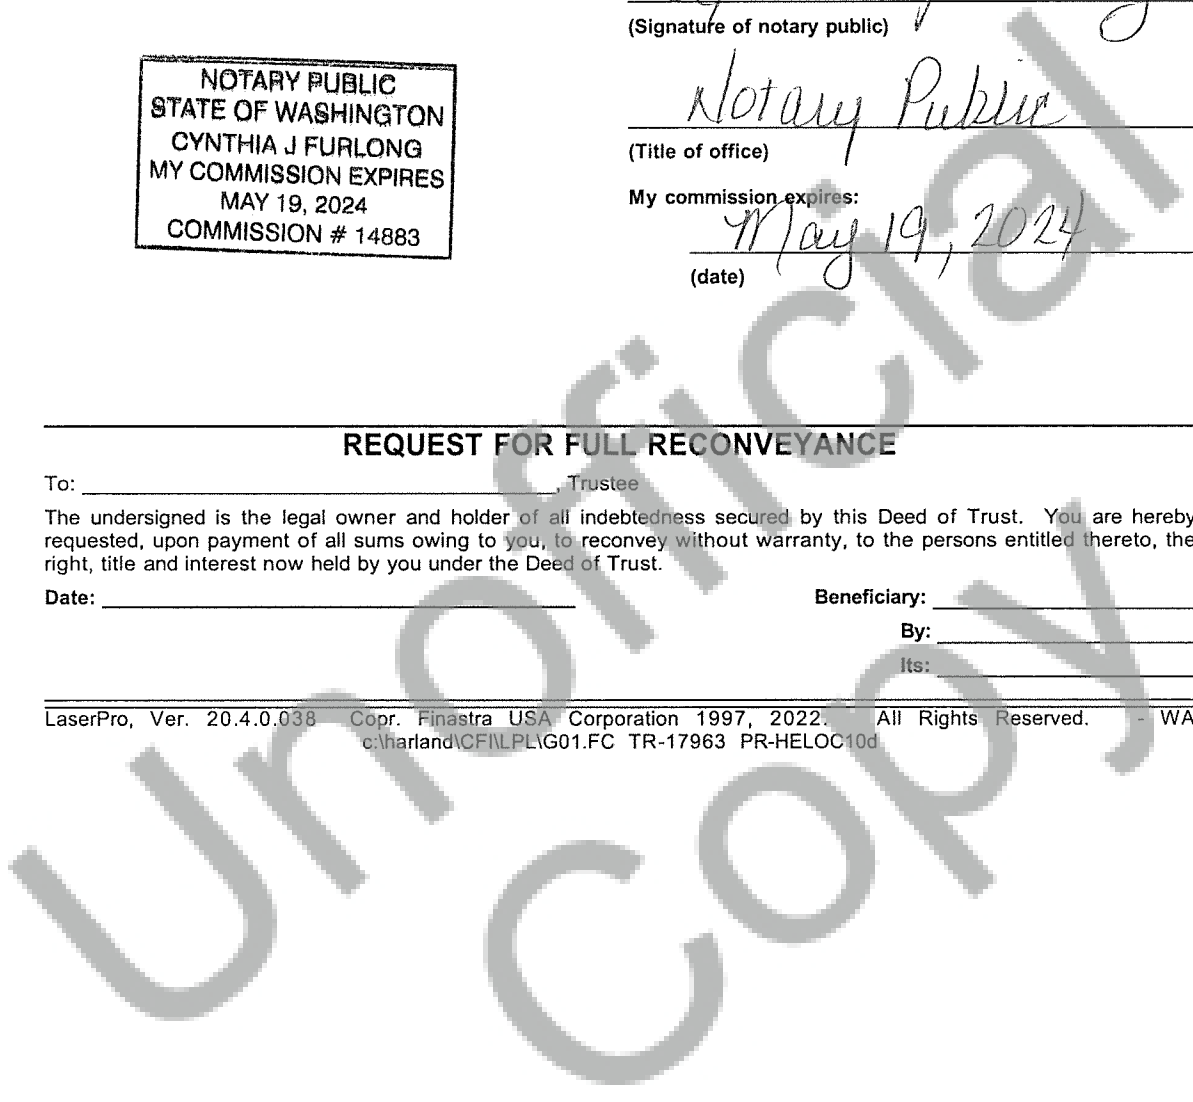 (Signature of notary public)
NOTARY PUBLIC
STATE OF WASHINGTON
CYNTHIA J FURLONG
MY COMMISSION EXPIRES
MAY 19, 2024
COMMISSION # 14883
Notary Public
(Title of office)
My commission expires:
May 19, 2024
(date)
REQUEST FOR FULL RECONVEYANCE
To: , Trustee
The undersigned is the legal owner and holder of all indebtedness secured by this Deed of Trust. You are hereby
requested, upon payment of all sums owing to you, to reconvey without warranty, to the persons entitled thereto, the
right, title and interest now held by you under the Deed of Trust.
Date: Beneficiary:
By:
Its:
LaserPro, Ver. 20.4.0.038 Copr. Finastra USA Corporation 1997, 2022. All Rights Reserved. - WA
c:\harland\CFI\LPL\G01.FC TR-17963 PR-HELOC10d
Unofficial
Copy